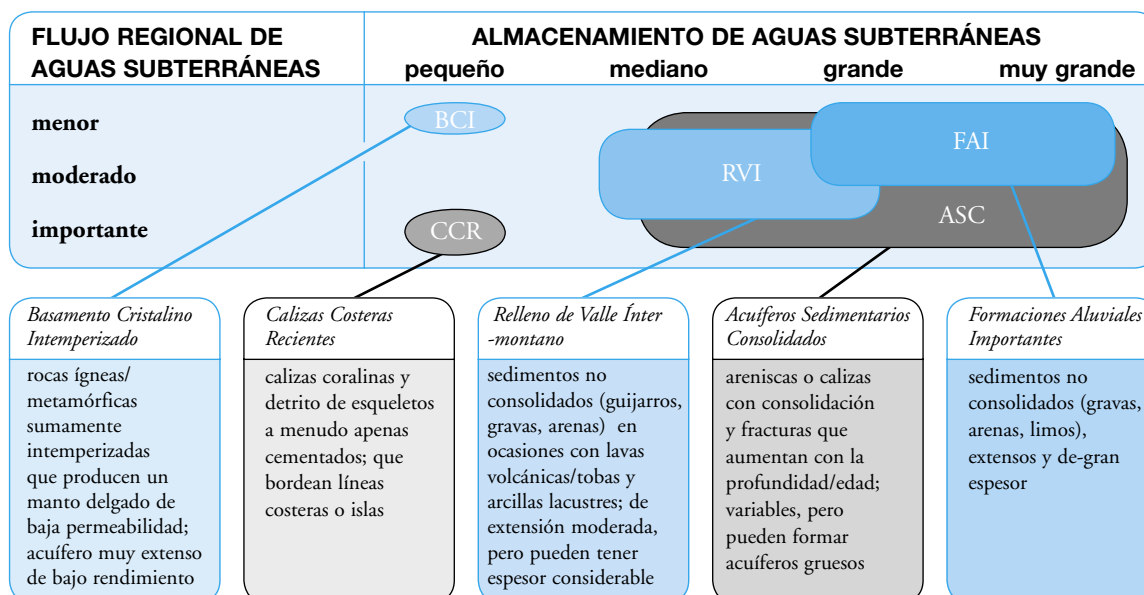 FLUJO REGIONAL DE
AGUAS SUBTERRÁNEAS
ALMACENAMIENTO DE AGUAS SUBTERRÁNEAS
pequeño mediano grande muy grande
menor
moderado
importante
BCI
CCR
RVI
FAI
ASC
Basamento Cristalino
Intemperizado
rocas ígneas/
metamórficas
sumamente
intemperizadas
que producen un
manto delgado de
baja permeabilidad;
acuífero muy extenso
de bajo rendimiento
Calizas Costeras
Recientes
calizas coralinas y
detrito de esqueletos
a menudo apenas
cementados; que
bordean líneas
costeras o islas
Relleno de Valle Ínter
-montano
sedimentos no
consolidados (guijarros,
gravas, arenas) en
ocasiones con lavas
volcánicas/tobas y
arcillas lacustres; de
extensión moderada,
pero pueden tener
espesor considerable
Acuíferos Sedimentarios
Consolidados
areniscas o calizas
con consolidación
y fracturas que
aumentan con la
profundidad/edad;
variables, pero
pueden formar
acuíferos gruesos
Formaciones Aluviales
Importantes
sedimentos no
consolidados (gravas,
arenas, limos),
extensos y de-gran
espesor